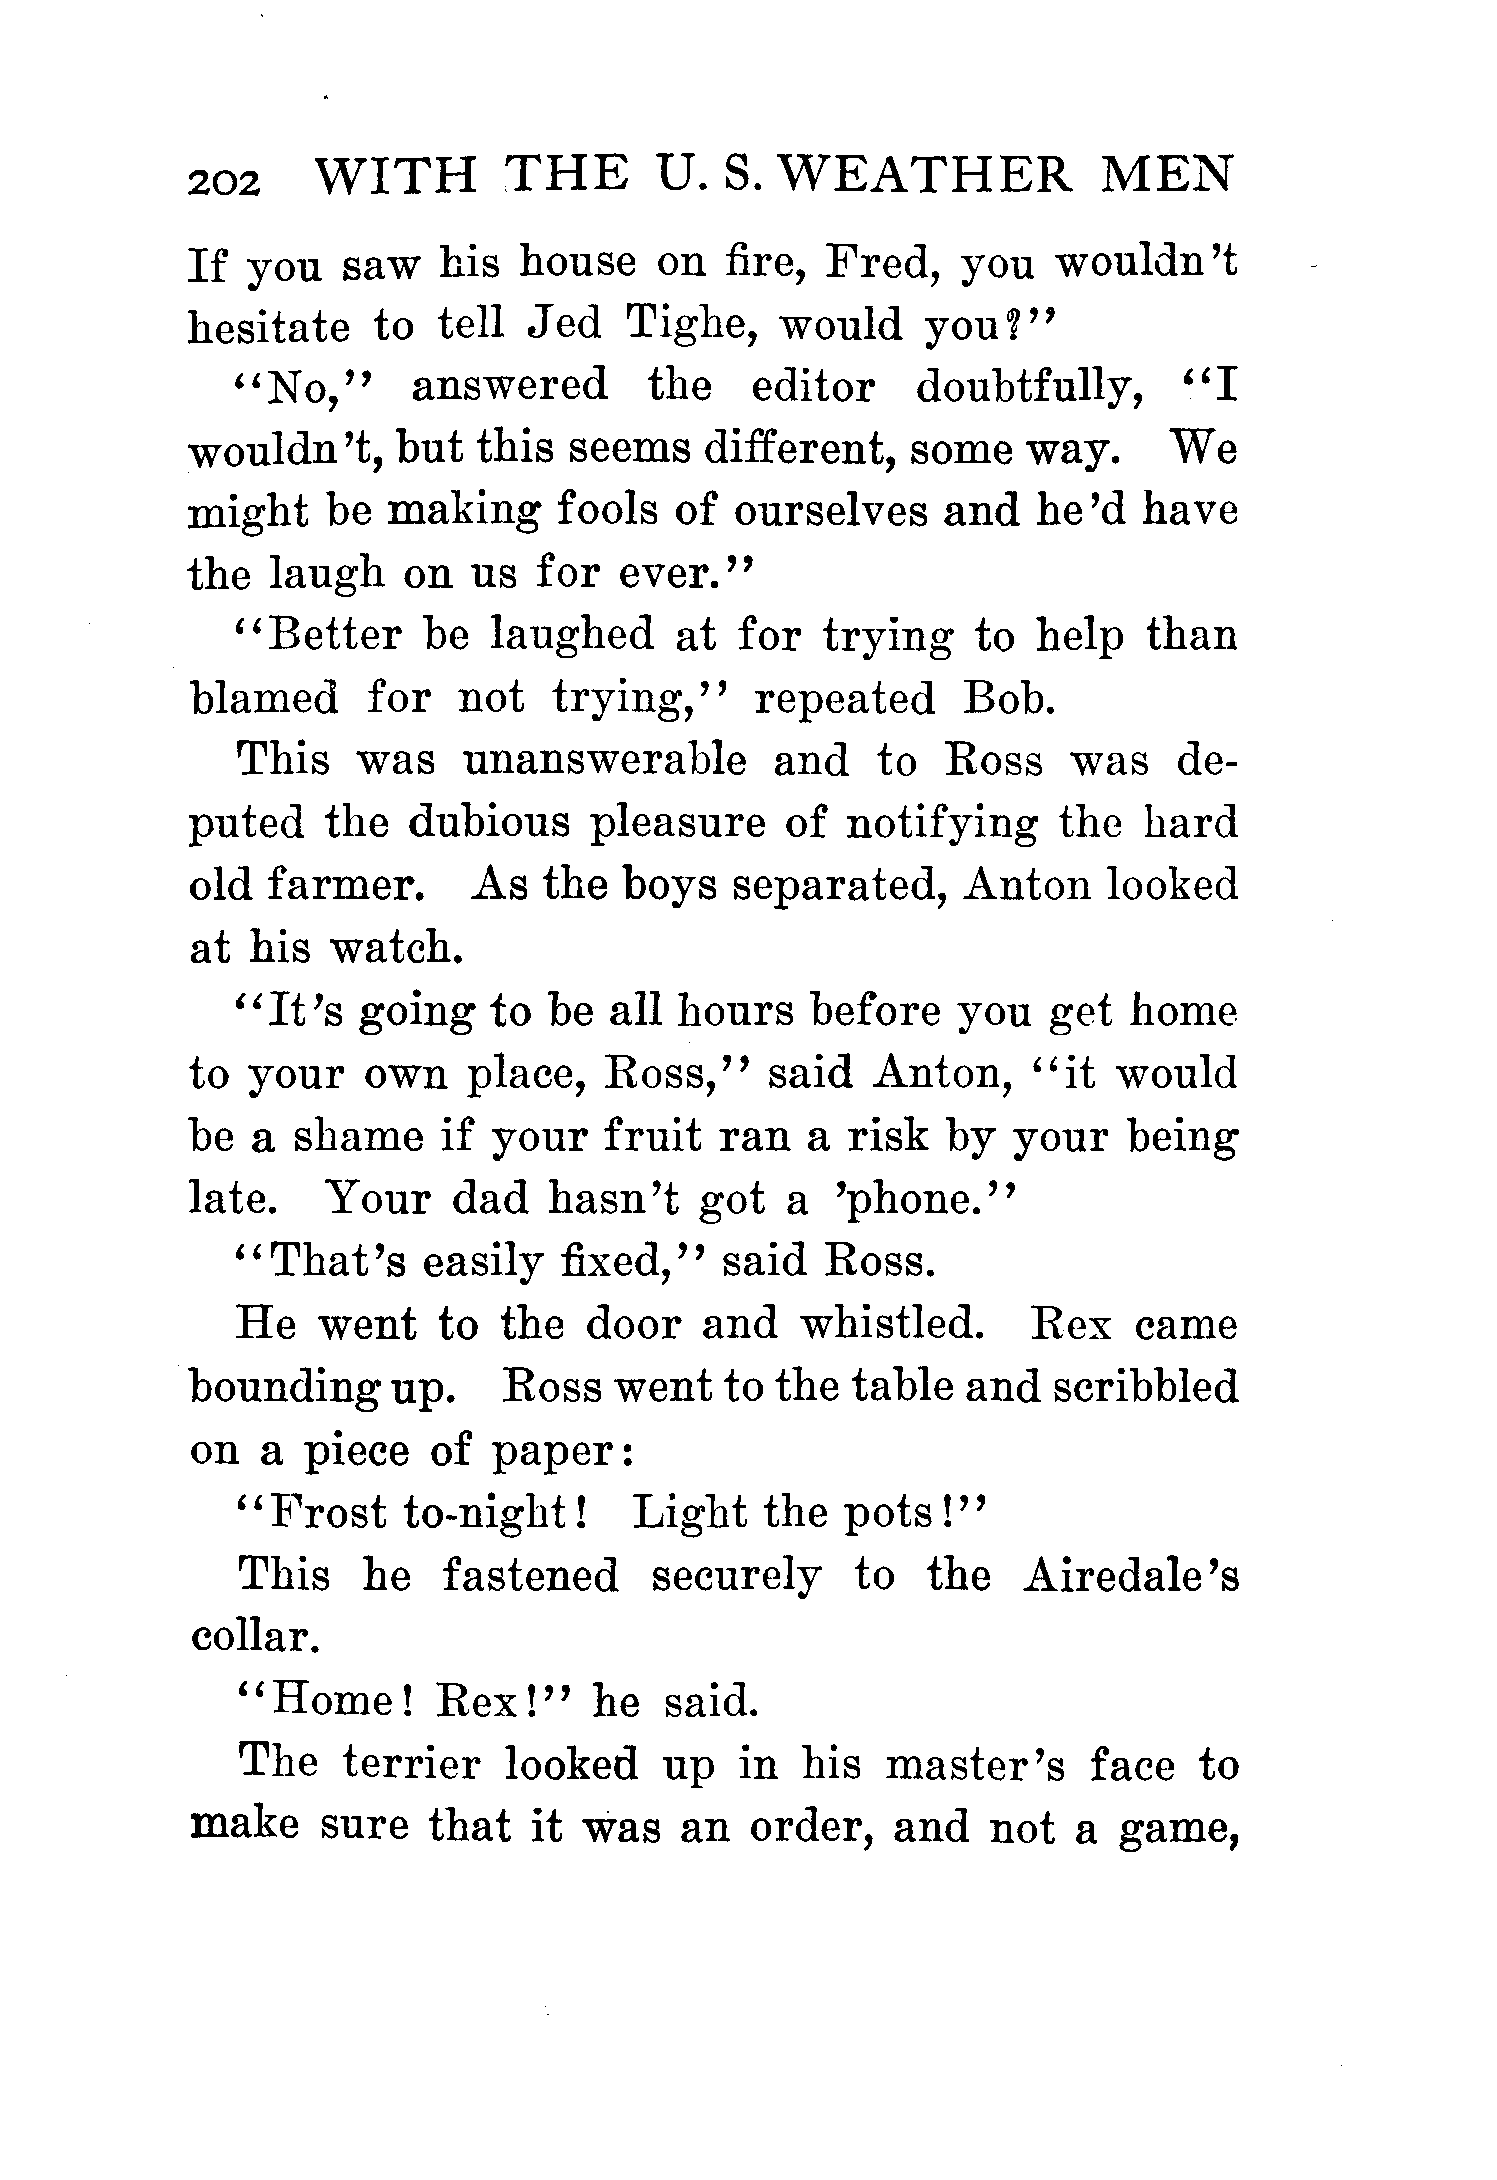 202 WITH THE U. S. WEATHER MEN
If you saw his house on fire, Fred, you wouldn't
hesitate to tell Jed Tighe, would you?"
"No," answered the editor doubtfully, "I
wouldn't, but this seems different, some way. We
might be making fools of ourselves and he'd have
the laugh on us for ever."
"Better be laughed at for trying to help than
blamed for not trying," repeated Bob.
This was unanswerable and to Ross was de-
puted the dubious pleasure of notifying the hard
old farmer. As the boys separated, Anton looked
at his watch.
"It's going to be all hours before you get home
to your own place, Ross," said Anton, "it would
be a shame if your fruit ran a risk by your being
late. Your dad hasn't got a 'phone."
"That's easily fixed," said Ross.
He went to the door and whistled. Rex came
bounding up. Ross went to the table and scribbled
on a piece of paper:
"Frost to-night! Light the pots!"
This he fastened securely to the Airedale's
collar.
"Home! Rex!" he said.
The terrier looked up in his master's face to
make sure that it was an order, and not a game,